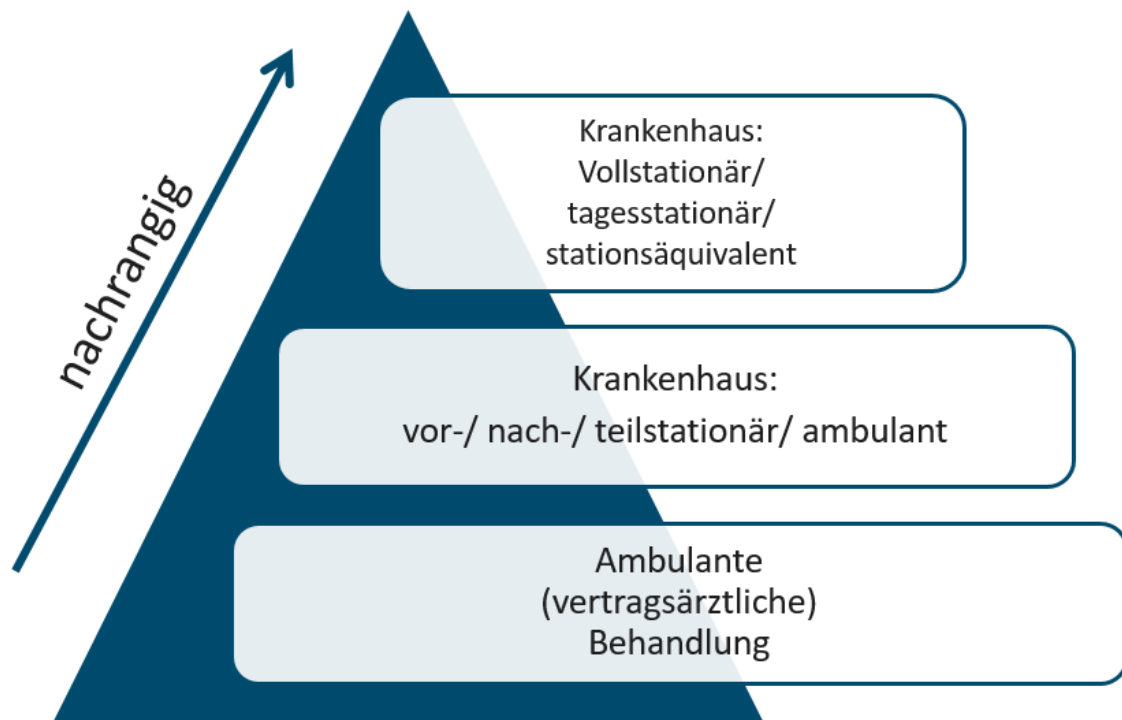 nachrangig
Krankenhaus:
Vollstationär/
tagesstationär/
stationsäquivalent
Krankenhaus:
vor-/ nach-/ teilstationär/ ambulant
Ambulante
(vertragsärztliche)
Behandlung